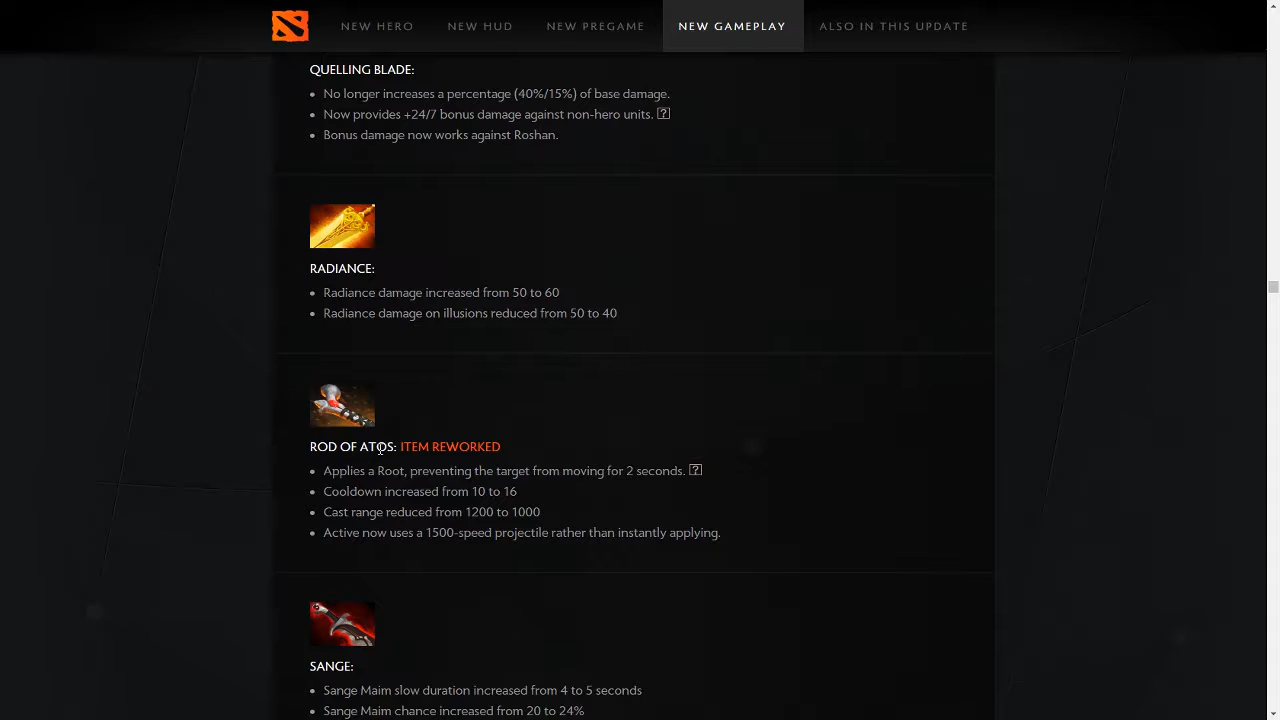 NEW HERO
NEW HUD
NEW PREGAME
NEW GAMEPLAY
ALSO IN THIS UPDATE
QUELLING BLADE:
• No longer increases a percentage (40%/15%) of base damage.
• Now provides +24/7 bonus damage against non-hero units. [?]
• Bonus damage now works against Roshan.
RADIANCE:
• Radiance damage increased from 50 to 60
• Radiance damage on illusions reduced from 50 to 40
ROD OF ATOS: ITEM REWORKED
• Applies a Root, preventing the target from moving for 2 seconds. [?]
• Cooldown increased from 10 to 16
• Cast range reduced from 1200 to 1000
• Active now uses a 1500-speed projectile rather than instantly applying.
SANGE:
• Sange Maim slow duration increased from 4 to 5 seconds
• Sange Maim chance increased from 20 to 24%